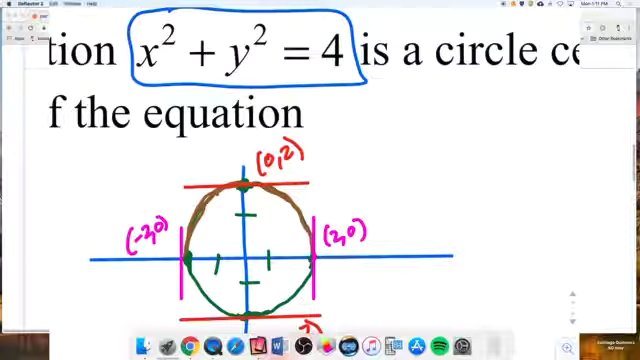 tion x² + y² = 4 is a circle ce
f the equation
(0,2)
(-2,0)
(2,0)